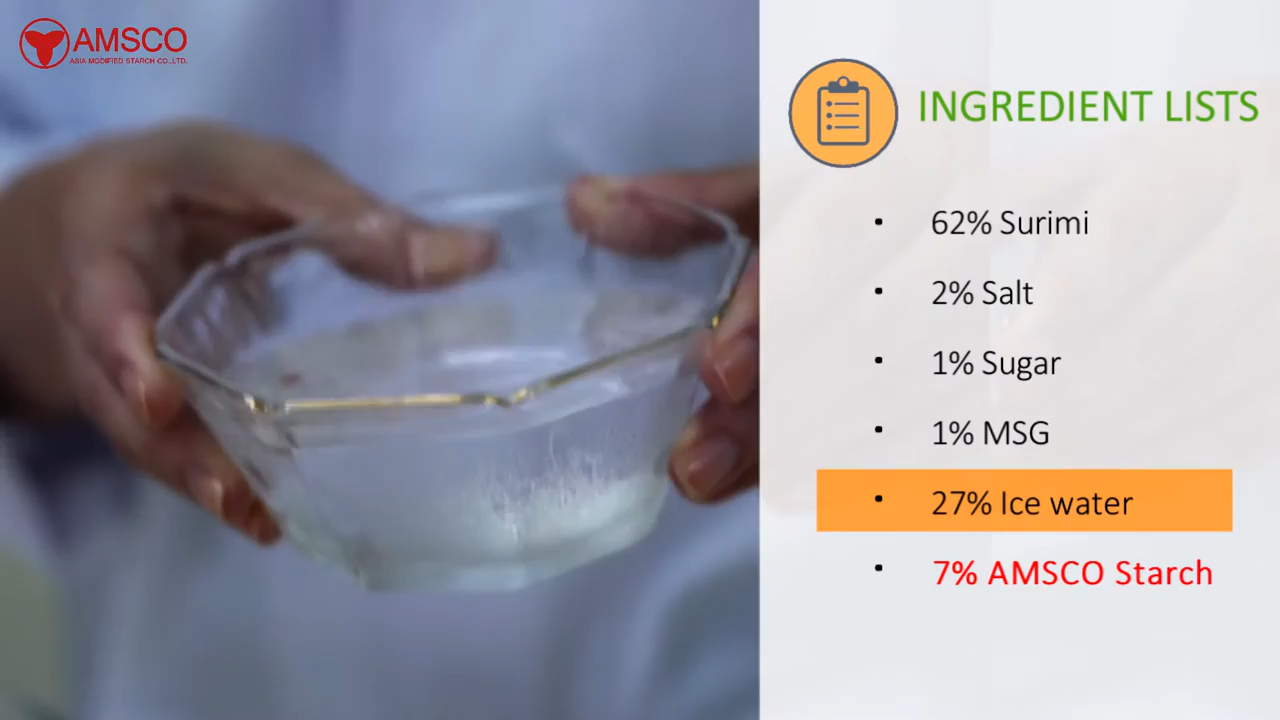 AMSCO
ASIA MODIFIED STARCH CO.,LTD.
INGREDIENT LISTS
• 62% Surimi
• 2% Salt
• 1% Sugar
• 1% MSG
• 27% Ice water
• 7% AMSCO Starch